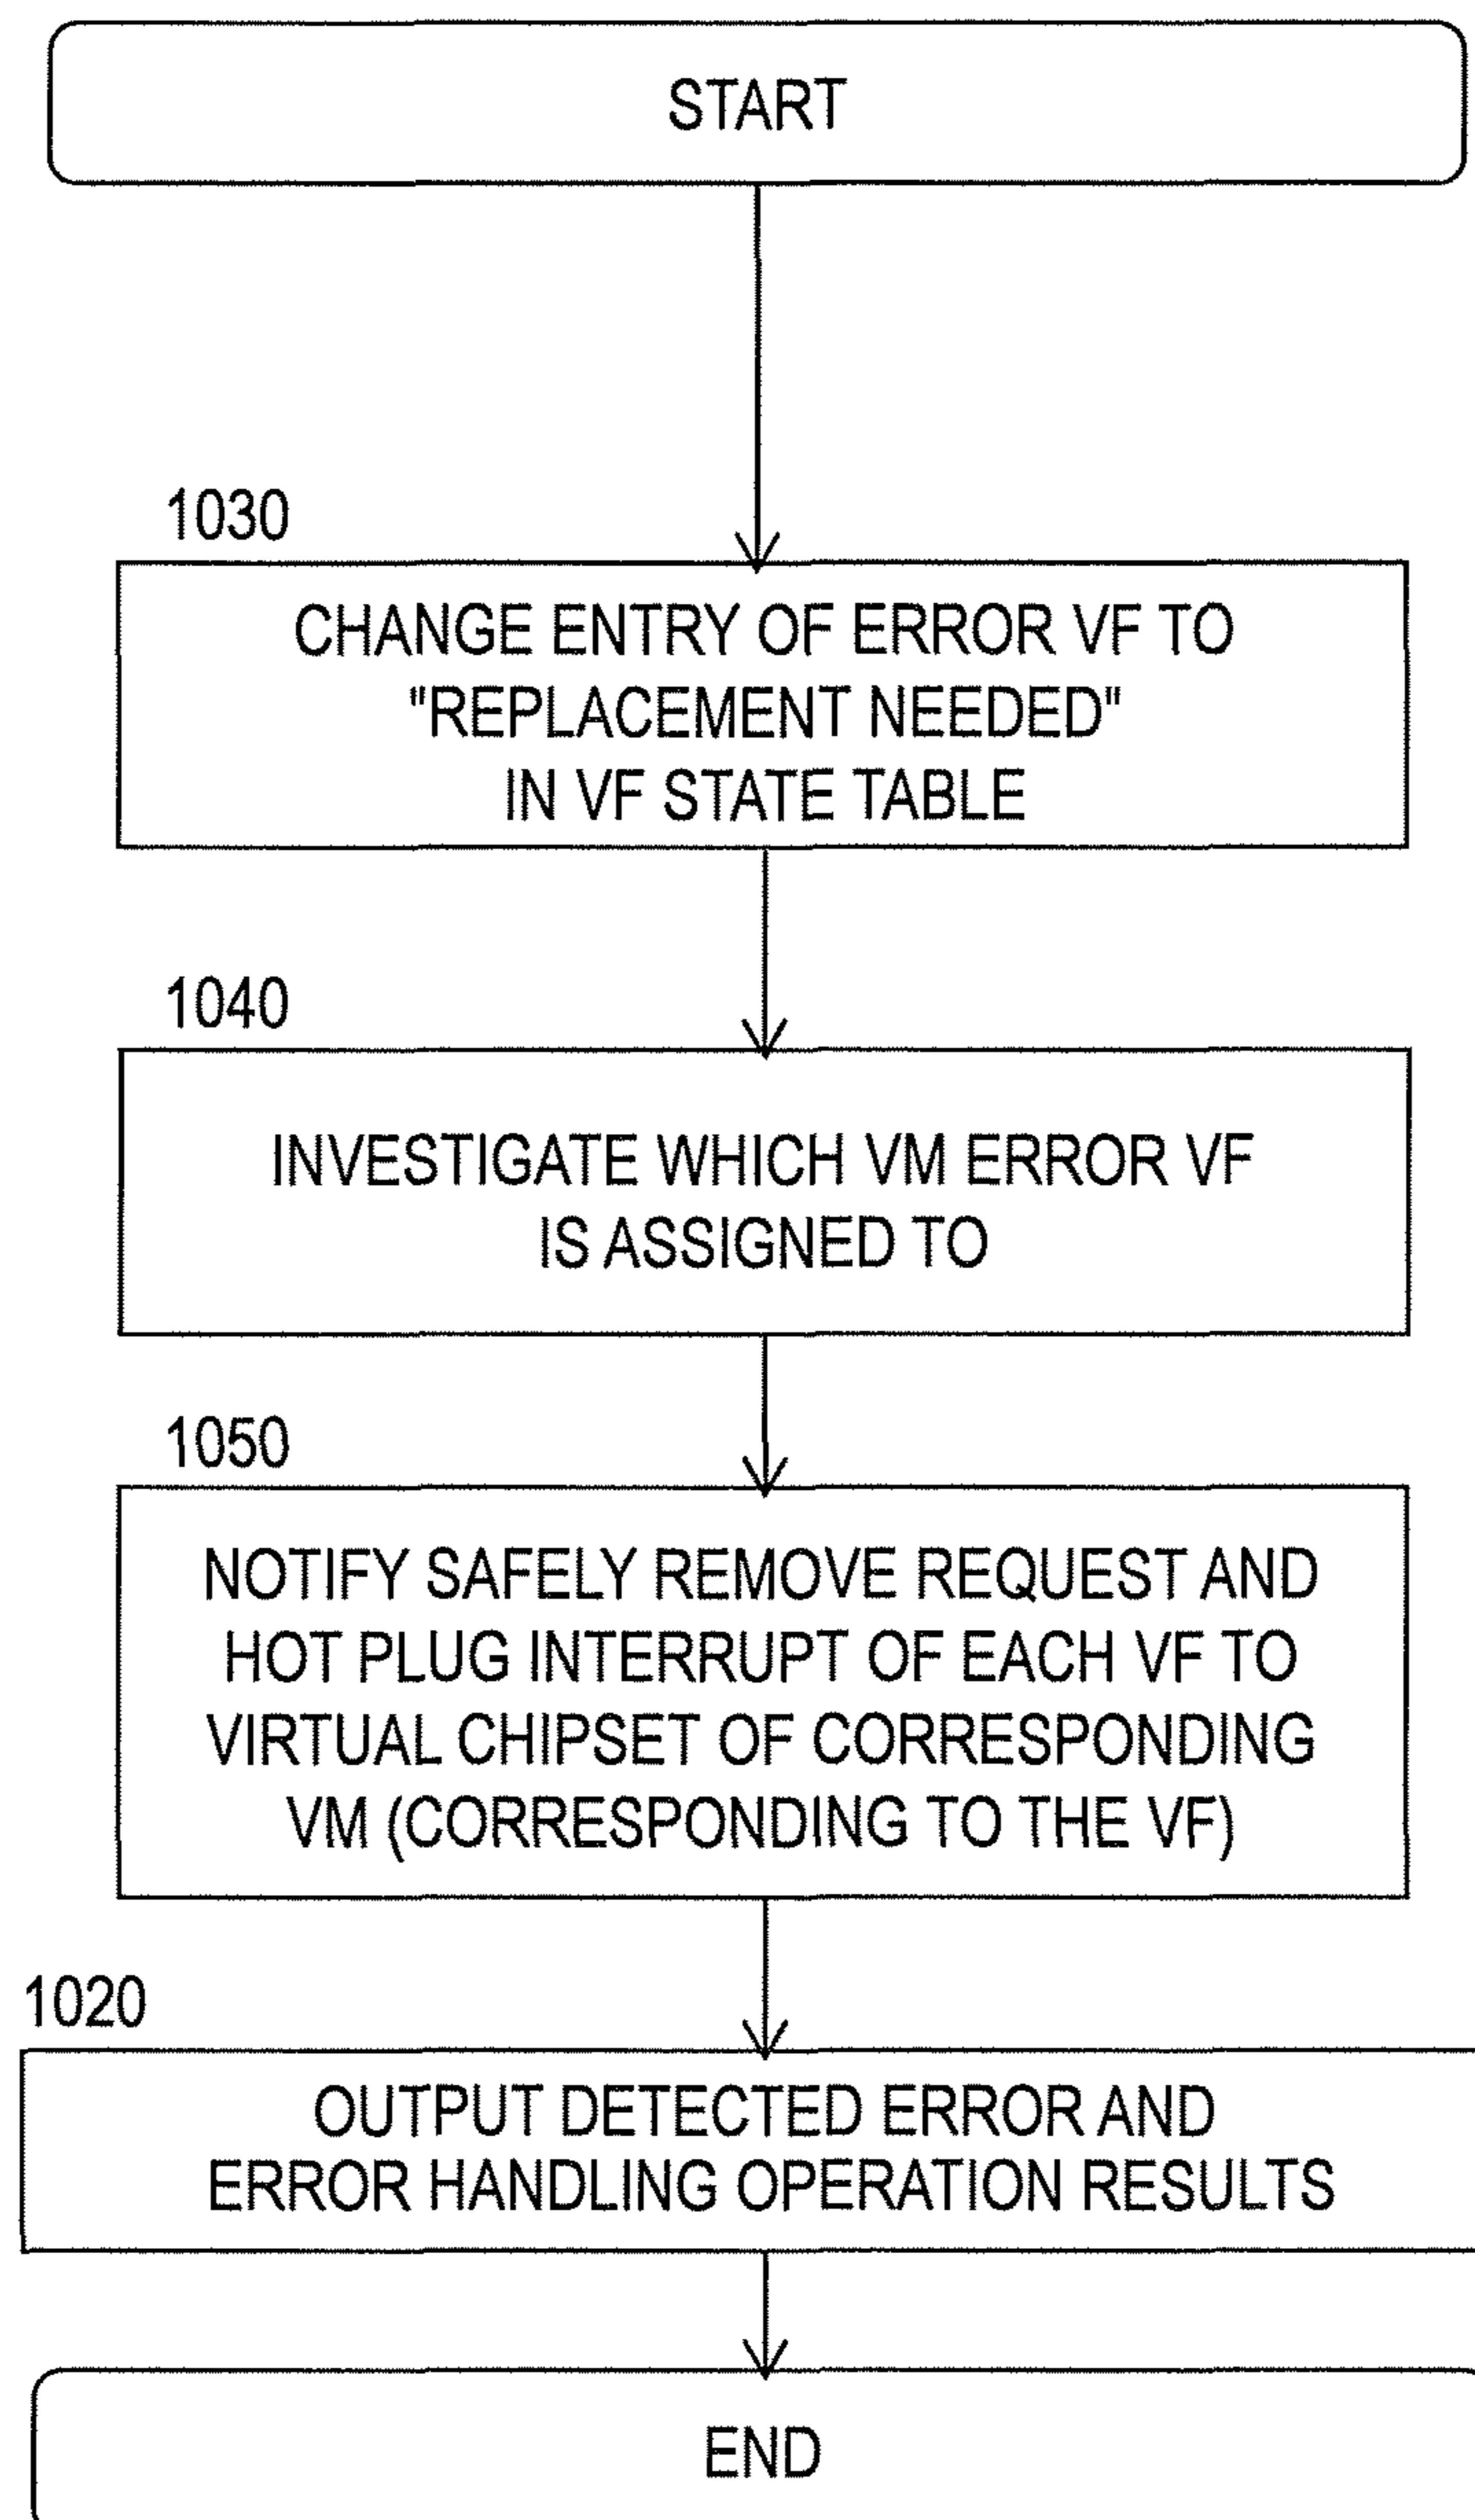 START
1030
CHANGE ENTRY OF ERROR VF TO
"REPLACEMENT NEEDED"
IN VF STATE TABLE
1040
INVESTIGATE WHICH VM ERROR VF
IS ASSIGNED TO
1050
NOTIFY SAFELY REMOVE REQUEST AND
HOT PLUG INTERRUPT OF EACH VF TO
VIRTUAL CHIPSET OF CORRESPONDING
VM (CORRESPONDING TO THE VF)
1020
OUTPUT DETECTED ERROR AND
ERROR HANDLING OPERATION RESULTS
END